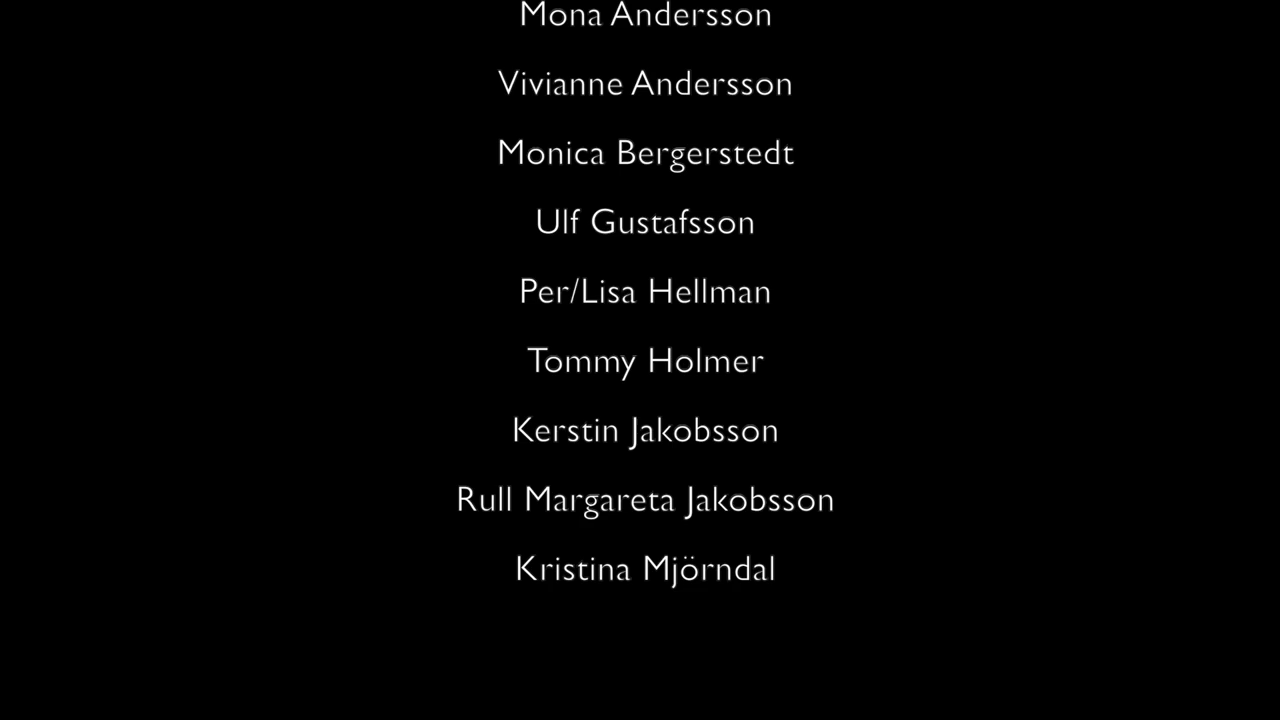 Mona Andersson
Vivianne Andersson
Monica Bergerstedt
Ulf Gustafsson
Per/Lisa Hellman
Tommy Holmer
Kerstin Jakobsson
Rull Margareta Jakobsson
Kristina Mjörndal